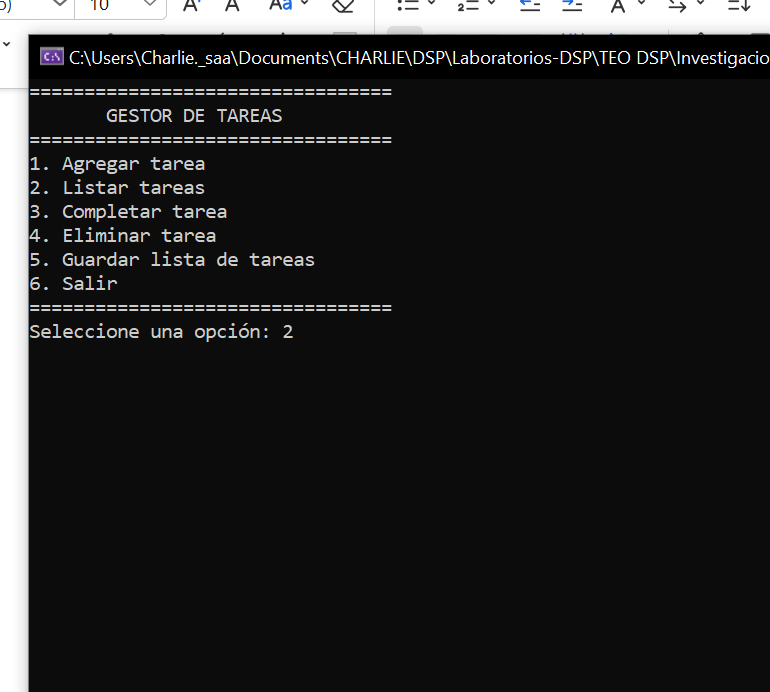 10
Aa
C:\Users\Charlie._saa\Documents\CHARLIE\DSP\Laboratorios-DSP\TEO DSP\Investigacio
=================================
GESTOR DE TAREAS
=================================
1. Agregar tarea
2. Listar tareas
3. Completar tarea
4. Eliminar tarea
5. Guardar lista de tareas
6. Salir
=================================
Seleccione una opción: 2